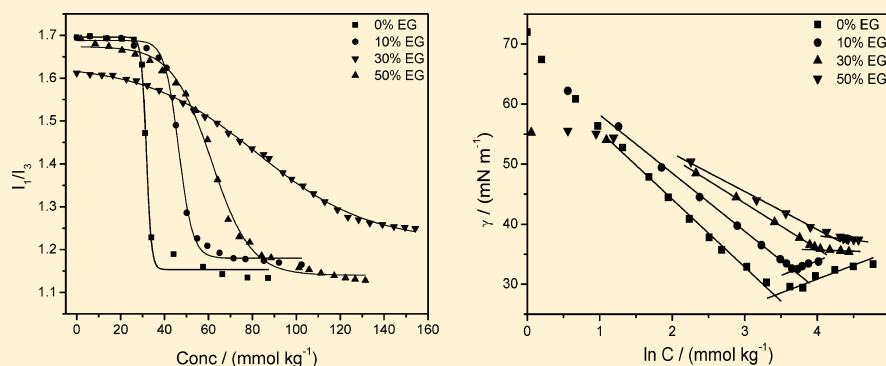 1.7
1.6
1.5
1.4
1.3
1.2
1.1
I₁/I₃
0 20 40 60 80 100 120 140 160
Conc / (mmol kg⁻¹)
0% EG
10% EG
30% EG
50% EG
70
60
50
40
30
γ / (mN m⁻¹)
0 1 2 3 4
ln C / (mmol kg⁻¹)
0% EG
10% EG
30% EG
50% EG